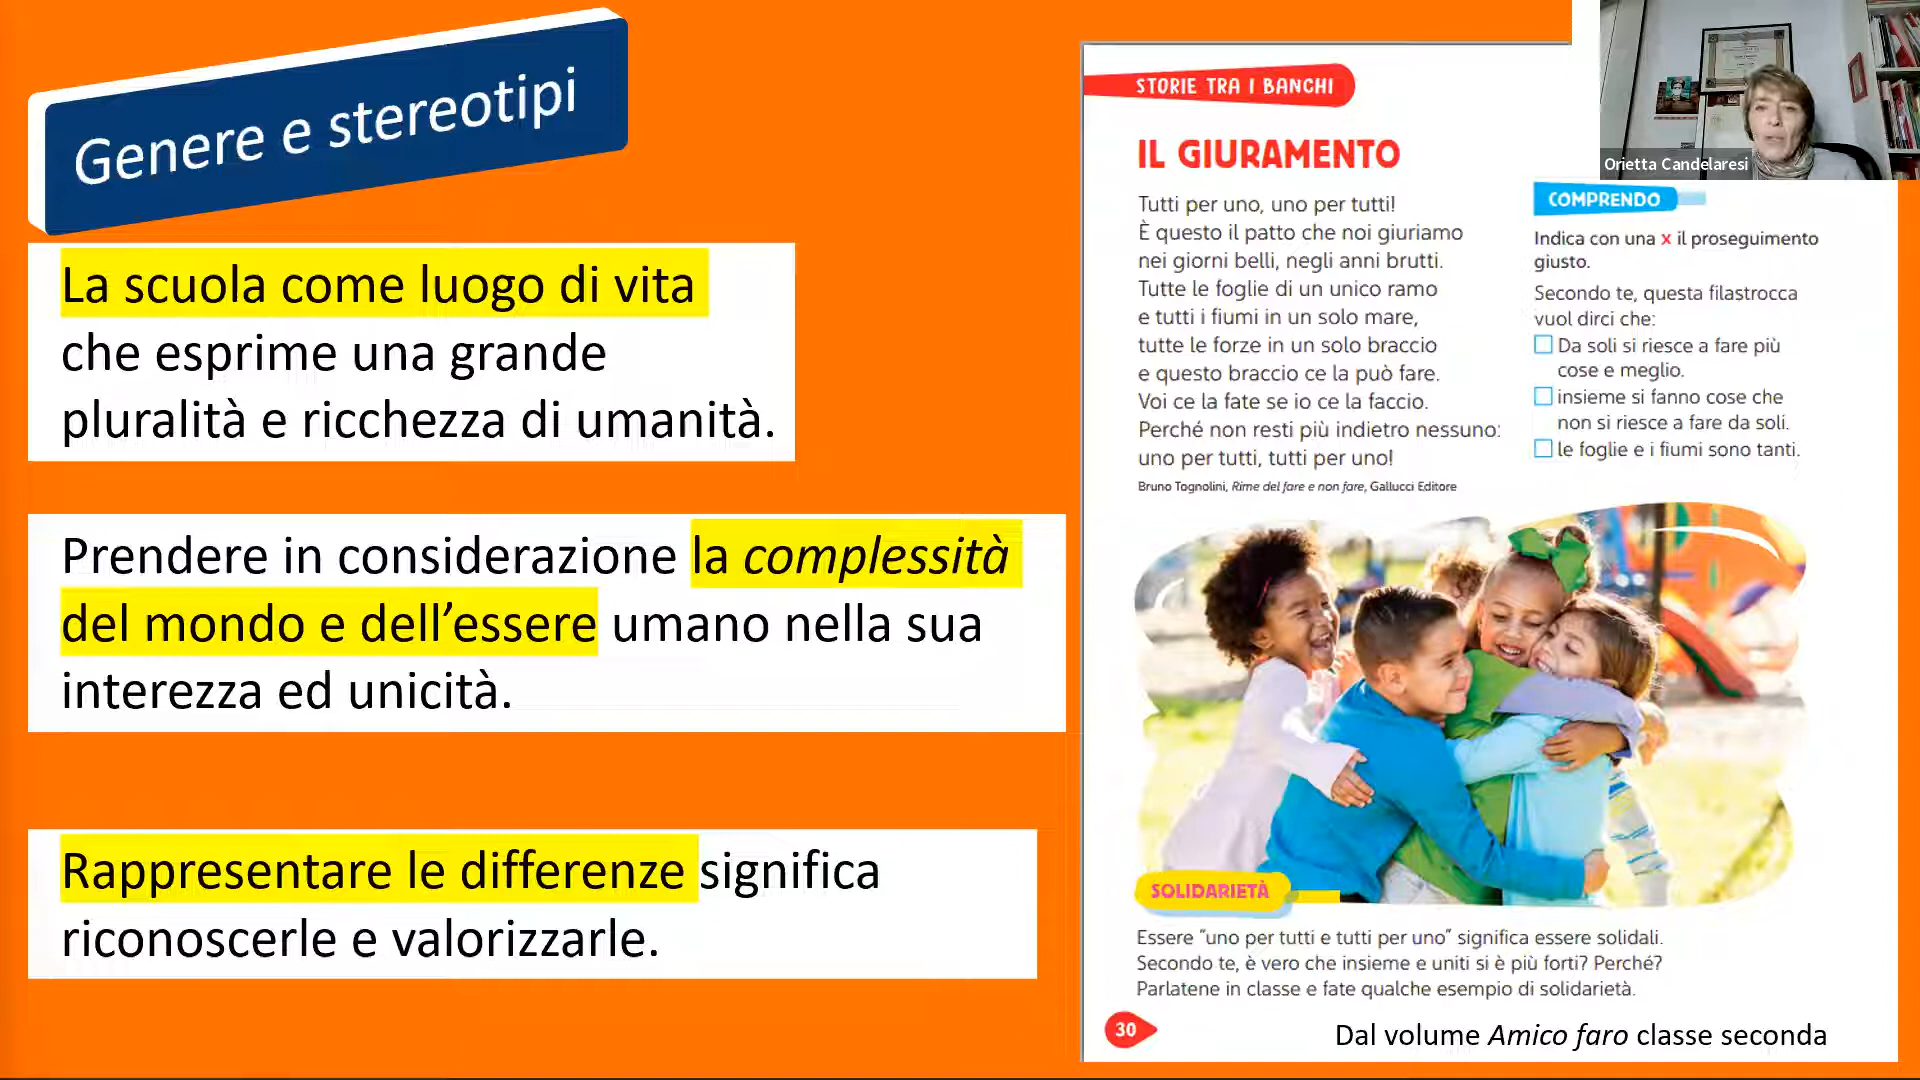 Genere e stereotipi
La scuola come luogo di vita
che esprime una grande
pluralità e ricchezza di umanità.
Prendere in considerazione la complessità
del mondo e dell’essere umano nella sua
interezza ed unicità.
Rappresentare le differenze significa
riconoscerle e valorizzarle.
STORIE TRA I BANCHI
IL GIURAMENTO
Tutti per uno, uno per tutti!
È questo il patto che noi giuriamo
nei giorni belli, negli anni brutti.
Tutte le foglie di un unico ramo
e tutti i fiumi in un solo mare,
tutte le forze in un solo braccio
e questo braccio ce la può fare.
Voi ce la fate se io ce la faccio.
Perché non resti più indietro nessuno:
uno per tutti, tutti per uno!
Bruno Tognolini, Rime del fare e non fare, Gallucci Editore
Orietta Candelaresi
COMPRENDO
Indica con una x il proseguimento
giusto.
Secondo te, questa filastrocca
vuol dirci che:
Da soli si riesce a fare più
cose e meglio.
insieme si fanno cose che
non si riesce a fare da soli.
le foglie e i fiumi sono tanti.
SOLIDARIETÀ
Essere "uno per tutti e tutti per uno" significa essere solidali.
Secondo te, è vero che insieme e uniti si è più forti? Perché?
Parlatene in classe e fate qualche esempio di solidarietà.
30
Dal volume Amico faro classe seconda